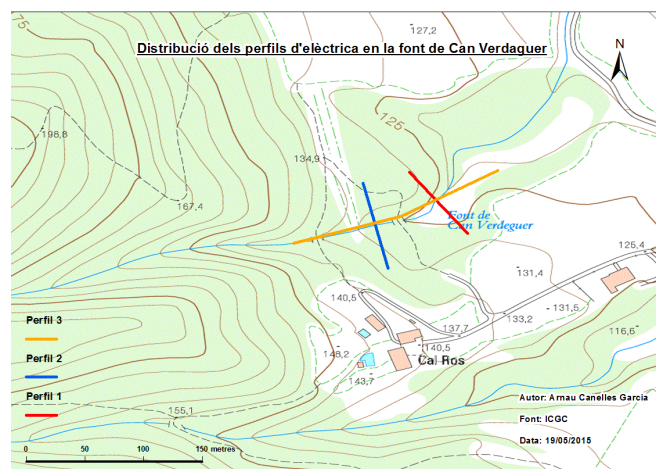 75
127,2
Distribució dels perfils d'elèctrica en la font de Can Verdaguer
N
125
198,8
134,9
167,4
Font de
Can Verdeguer
125,4
131,4
140,5
131,5
133,2
Perfil 3
137,7
116,6
140,5
148,2
Perfil 2
Cal Ros
143,7
Perfil 1
Autor: Arnau Canelles Garcia
155,1
Font: ICGC
Data: 19/05/2015
0 50 100 150 metres